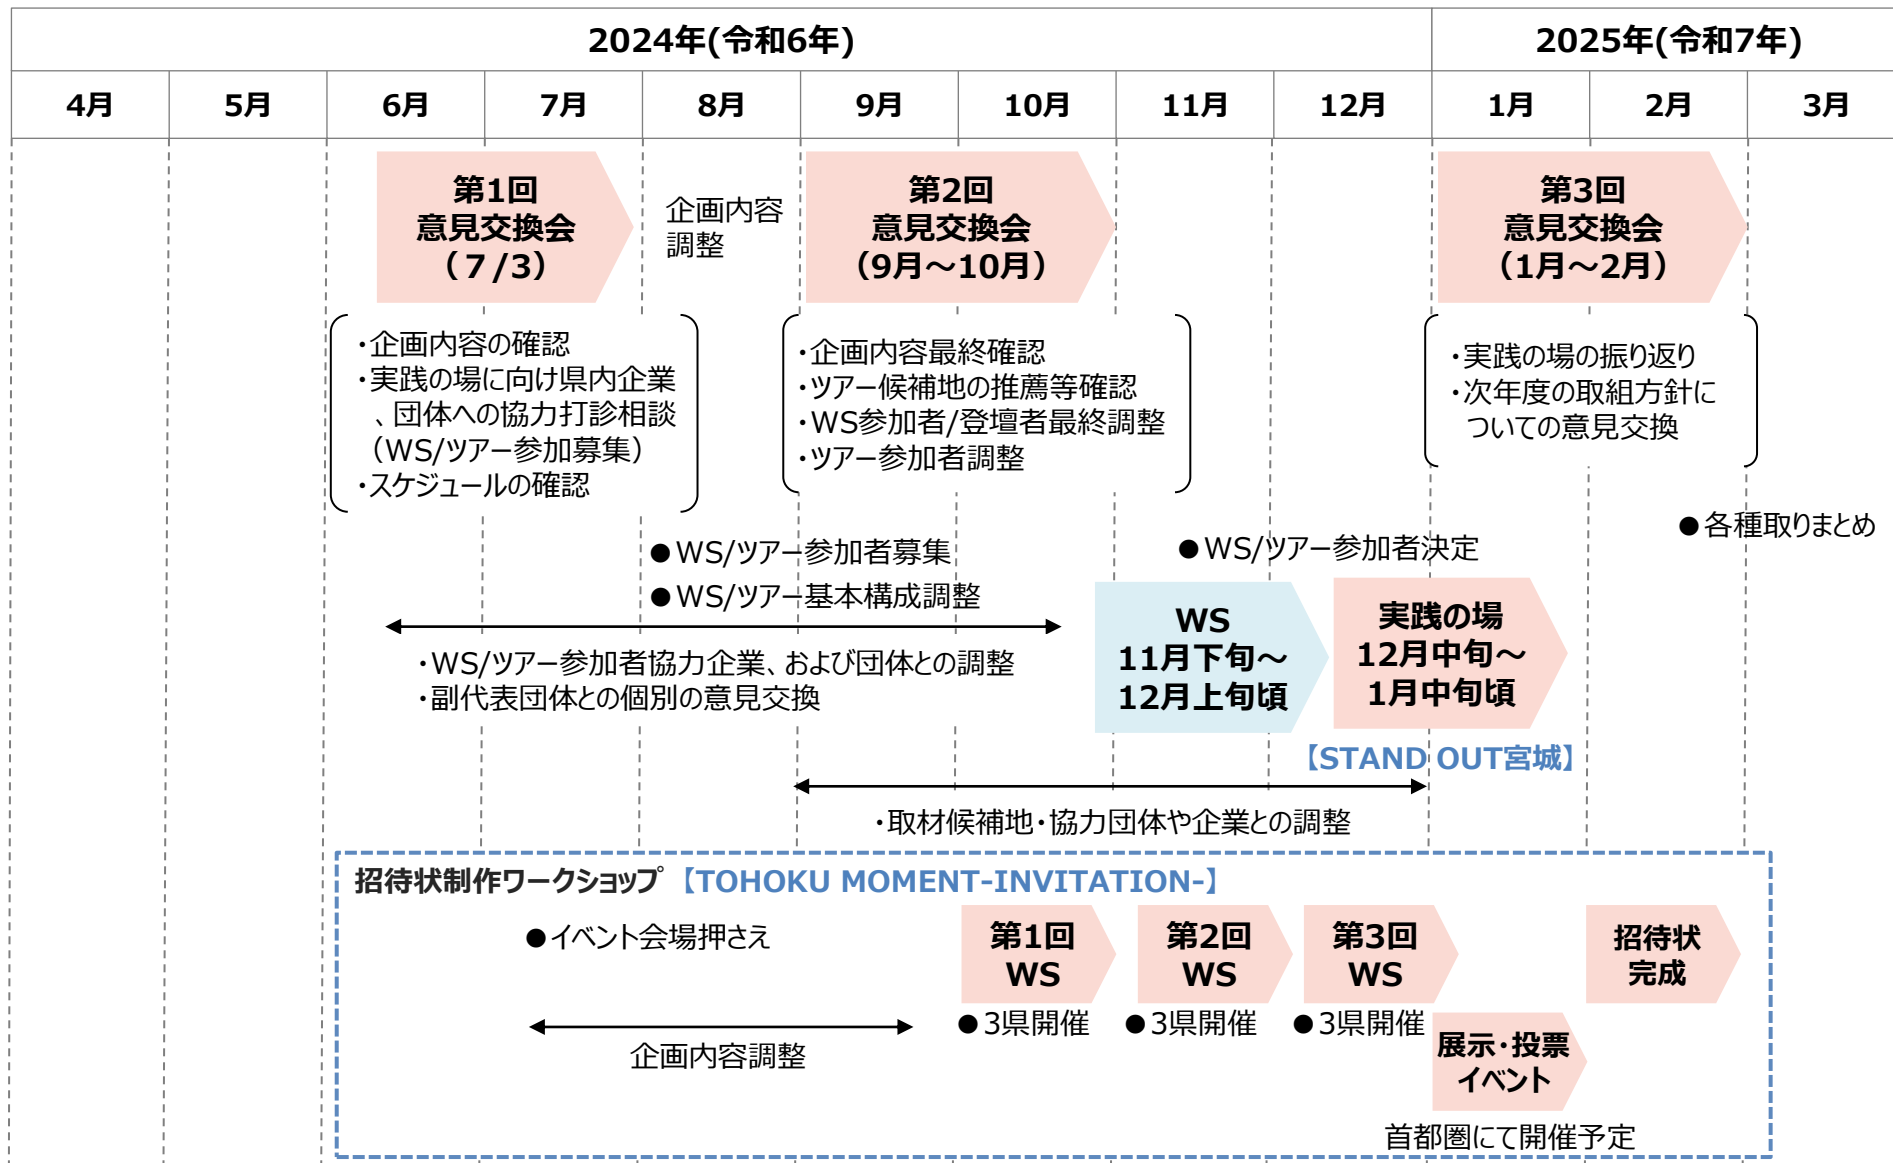 2024年(令和6年)
2025年(令和7年)
4月
5月
6月
7月
8月
9月
10月
11月
12月
1月
2月
3月
第1回
意見交換会
(７/3)
企画内容
調整
第2回
意見交換会
(9月～10月)
第3回
意見交換会
(1月～2月)
・企画内容の確認
・実践の場に向け県内企業
、団体への協力打診相談
(WS/ツアー参加募集)
・スケジュールの確認
・企画内容最終確認
・ツアー候補地の推薦等確認
・WS参加者/登壇者最終調整
・ツアー参加者調整
・実践の場の振り返り
・次年度の取組方針に
ついての意見交換
●各種取りまとめ
●WS/ツアー参加者募集
●WS/ツアー基本構成調整
●WS/ツアー参加者決定
・WS/ツアー参加者協力企業、および団体との調整
・副代表団体との個別の意見交換
WS
11月下旬～
12月上旬頃
実践の場
12月中旬～
1月中旬頃
【STAND OUT宮城】
・取材候補地・協力団体や企業との調整
招待状制作ワークショップ 【TOHOKU MOMENT-INVITATION-】
●イベント会場押さえ
第1回
WS
第2回
WS
第3回
WS
招待状
完成
●3県開催
●3県開催
●3県開催
企画内容調整
展示・投票
イベント
首都圏にて開催予定